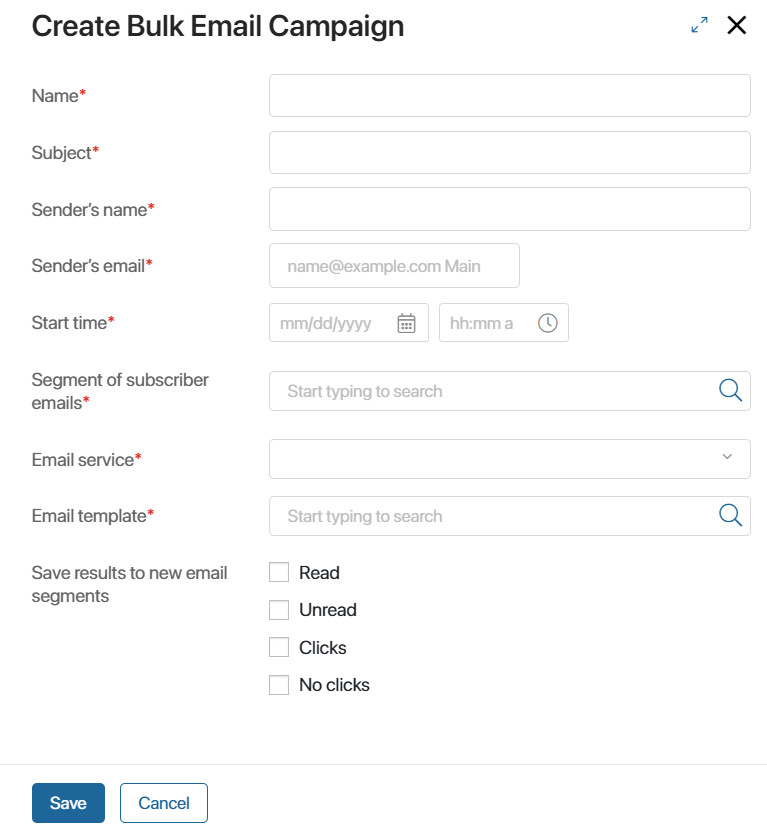 Create Bulk Email Campaign
Name*
Subject*
Sender's name*
Sender's email*
name@example.com Main
Start time*
mm/dd/yyyy
hh:mm a
Segment of subscriber
emails*
Start typing to search
Email service*
Email template*
Start typing to search
Save results to new email
segments
Read
Unread
Clicks
No clicks
Save
Cancel